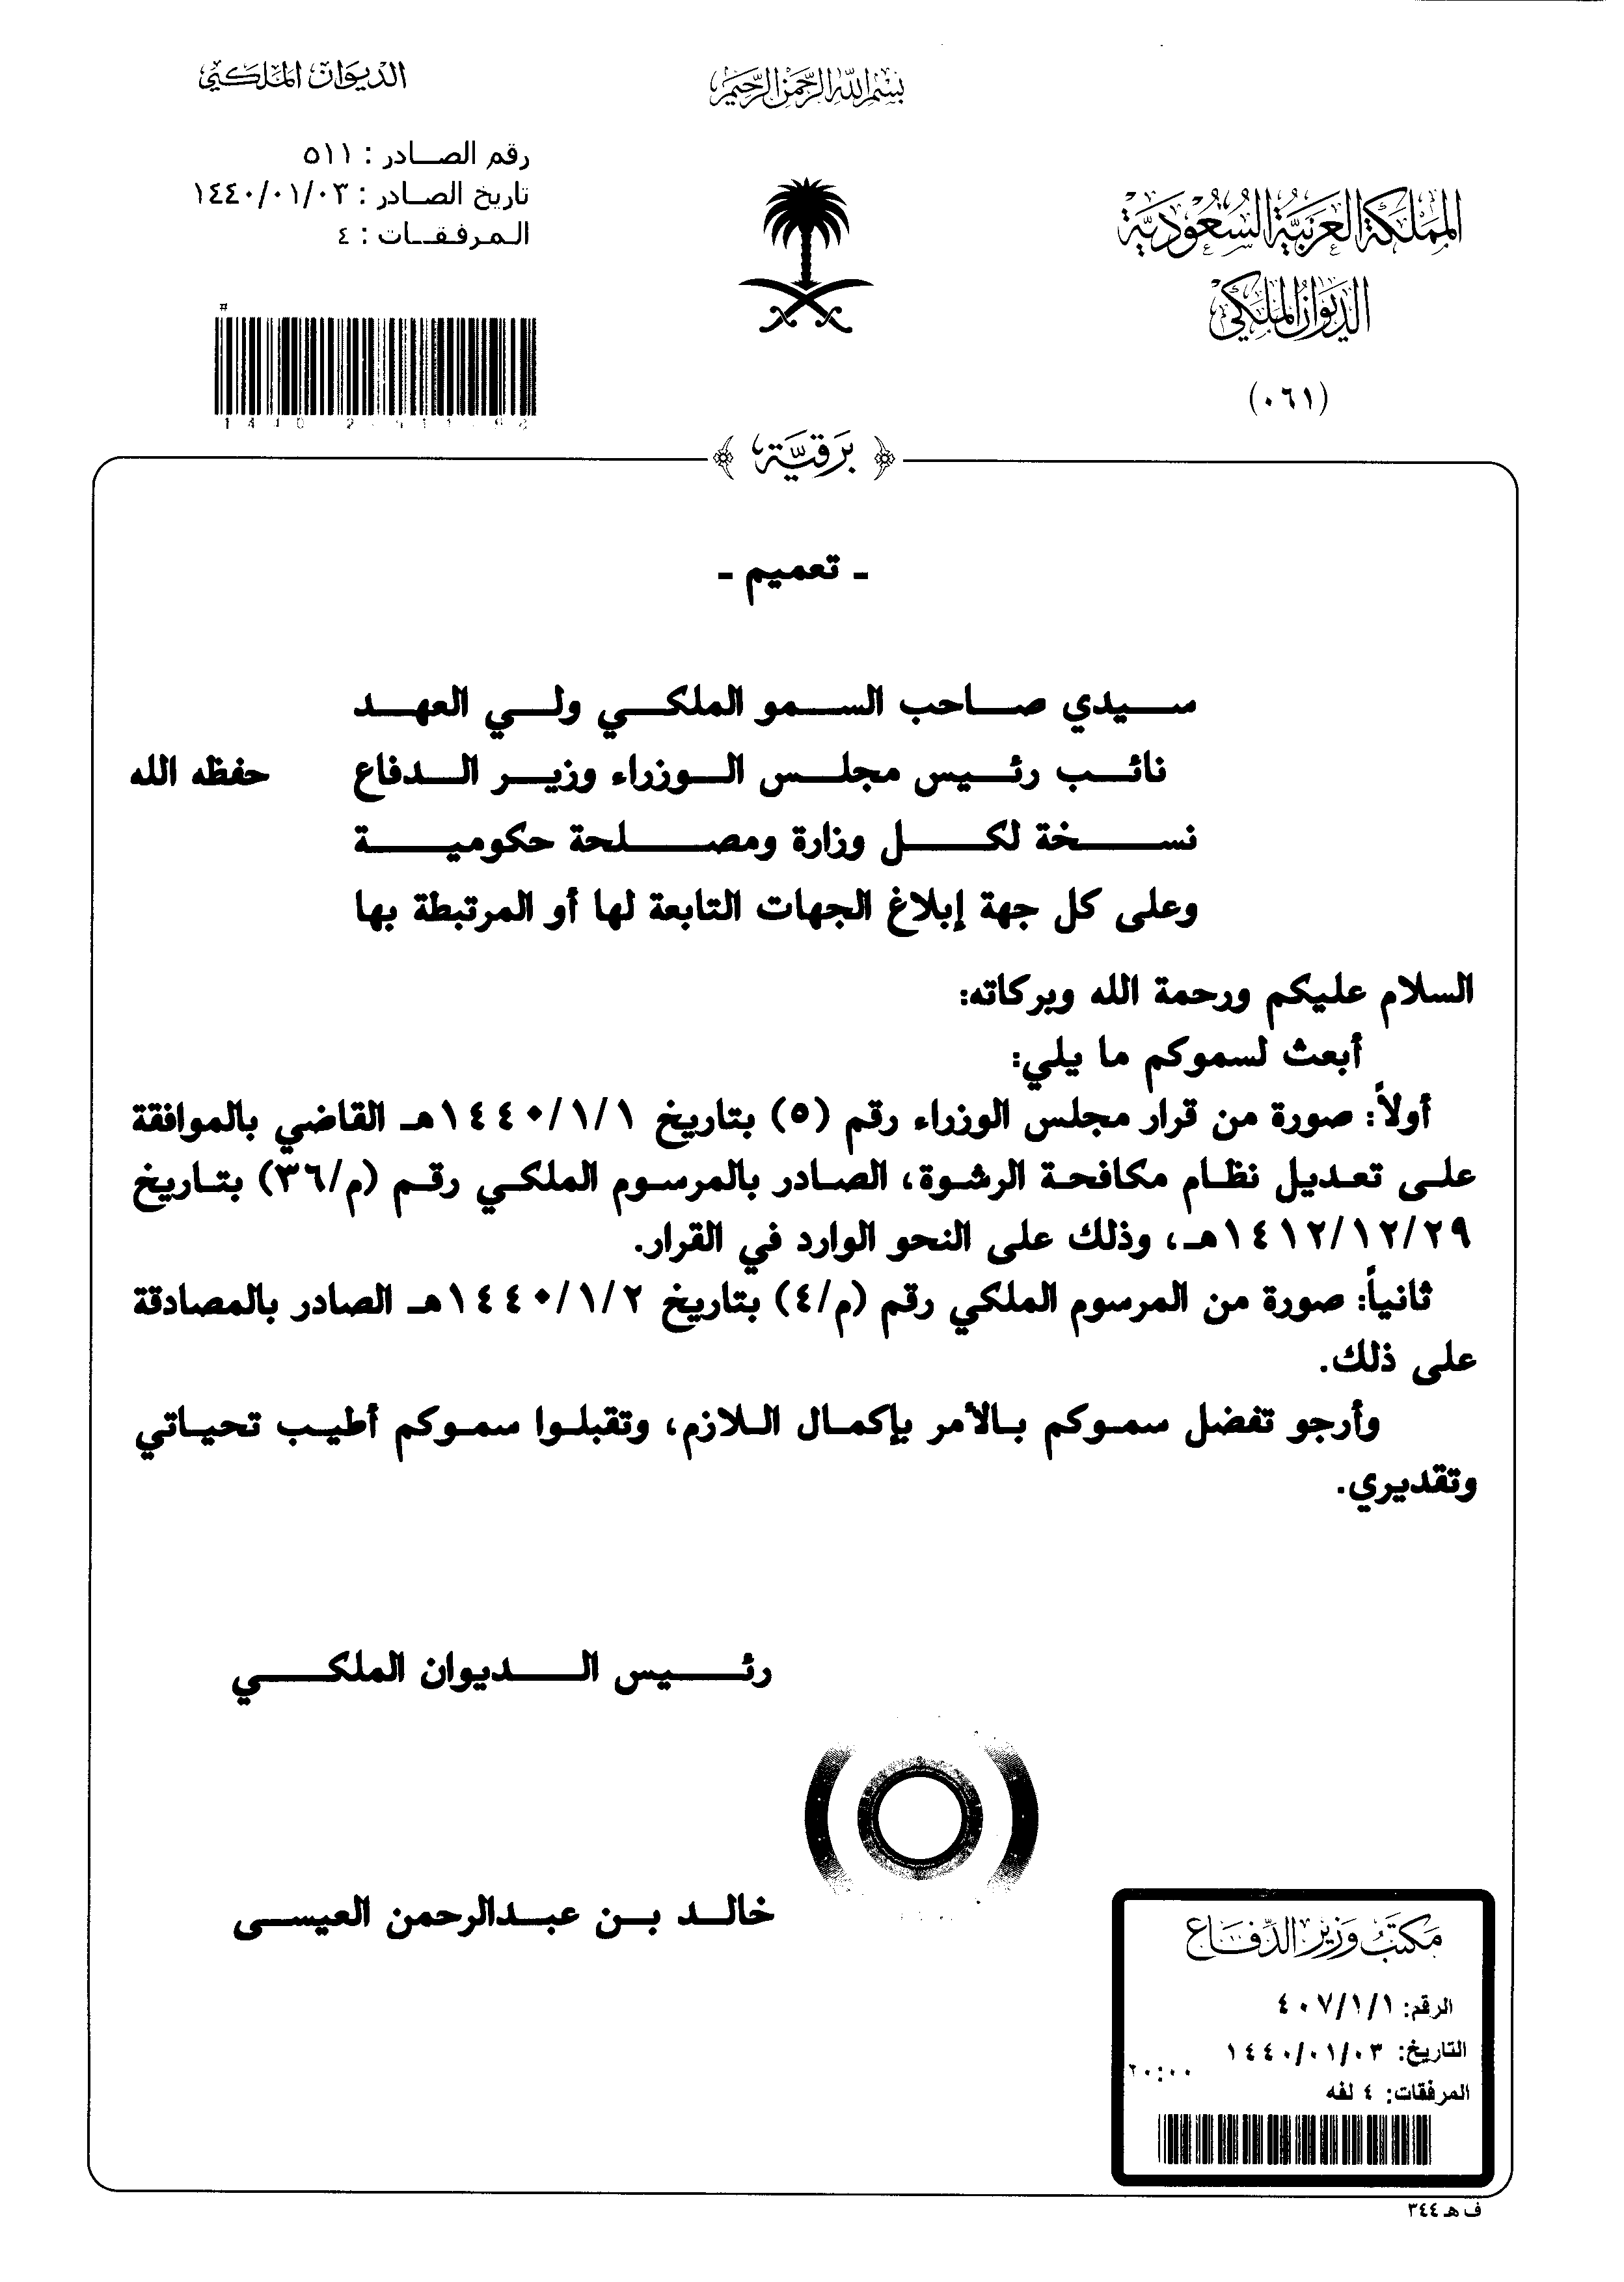 بسم الله الرحمن الرحيم
الديوان الملكي
المملكة العربية السعودية
الديوان الملكي
(٠٦١)
رقم الصادر : ٥١١
تاريخ الصادر : ١٤٤٠/٠١/٠٣
المرفقات : ٤
برقية
ـ تعميم ـ
سيدي صاحب السمو الملكي ولي العهد
نائب رئيس مجلس الوزراء وزير الدفاع حفظه الله
نسخة لكل وزارة ومصلحة حكومية
وعلى كل جهة إبلاغ الجهات التابعة لها أو المرتبطة بها
السلام عليكم ورحمة الله وبركاته:
أبعث لسموكم ما يلي:
أولاً: صورة من قرار مجلس الوزراء رقم (٥) بتاريخ ١٤٤٠/١/١هـ القاضي بالموافقة
على تعديل نظام مكافحة الرشوة، الصادر بالمرسوم الملكي رقم (م/٣٦) بتاريخ
١٤١٢/١٢/٢٩هـ، وذلك على النحو الوارد في القرار.
ثانياً: صورة من المرسوم الملكي رقم (م/٤) بتاريخ ١٤٤٠/١/٢هـ الصادر بالمصادقة
على ذلك.
وأرجو تفضل سموكم بالأمر بإكمال اللازم، وتقبلوا سموكم أطيب تحياتي
وتقديري.
رئيس الديوان الملكي
خالد بن عبدالرحمن العيسى
مكتب وزير الدفاع
الرقم: ٤٠٧/١/١
التاريخ: ١٤٤٠/٠١/٠٣
٢٠:٠٠
المرفقات: ٤ لفه
ف هـ ٣٤٤